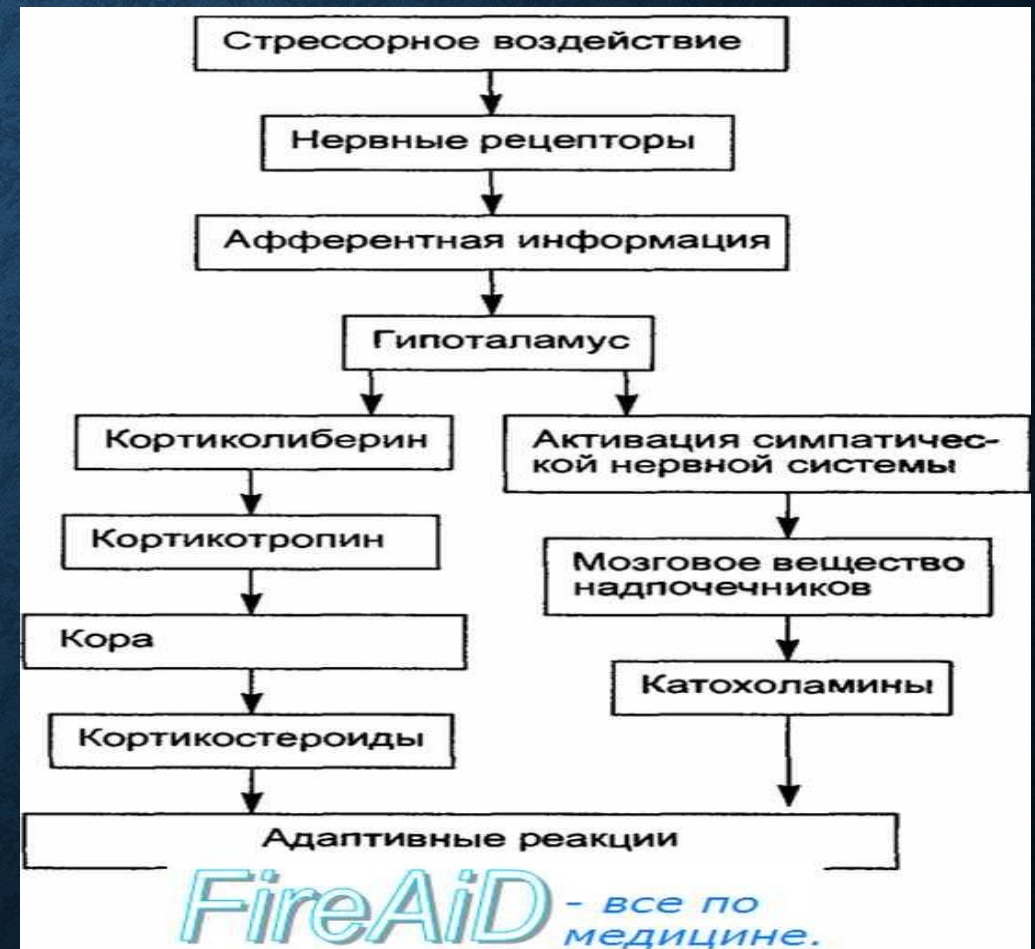 Стрессорное воздействие
Нервные рецепторы
Афферентная информация
Гипоталамус
Кортиколиберин
Кортикотропин
Кора
Кортикостероиды
Активация симпатичес-
кой нервной системы
Мозговое вещество
надпочечников
Катохоламины
Адаптивные реакции
FireAiD - все по
медицине.